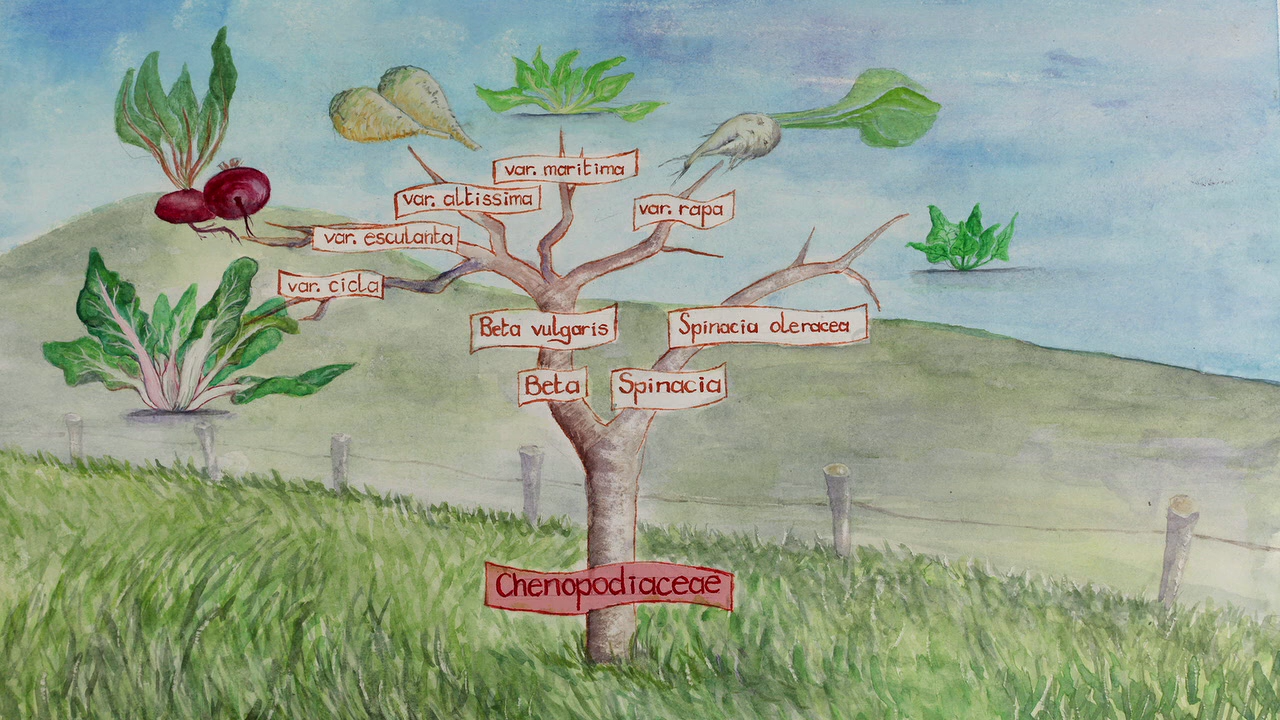 var. maritima
var. altissima
var. rapa
var. esculanta
var. cicla
Beta vulgaris
Spinacia oleracea
Beta
Spinacia
Chenopodiaceae